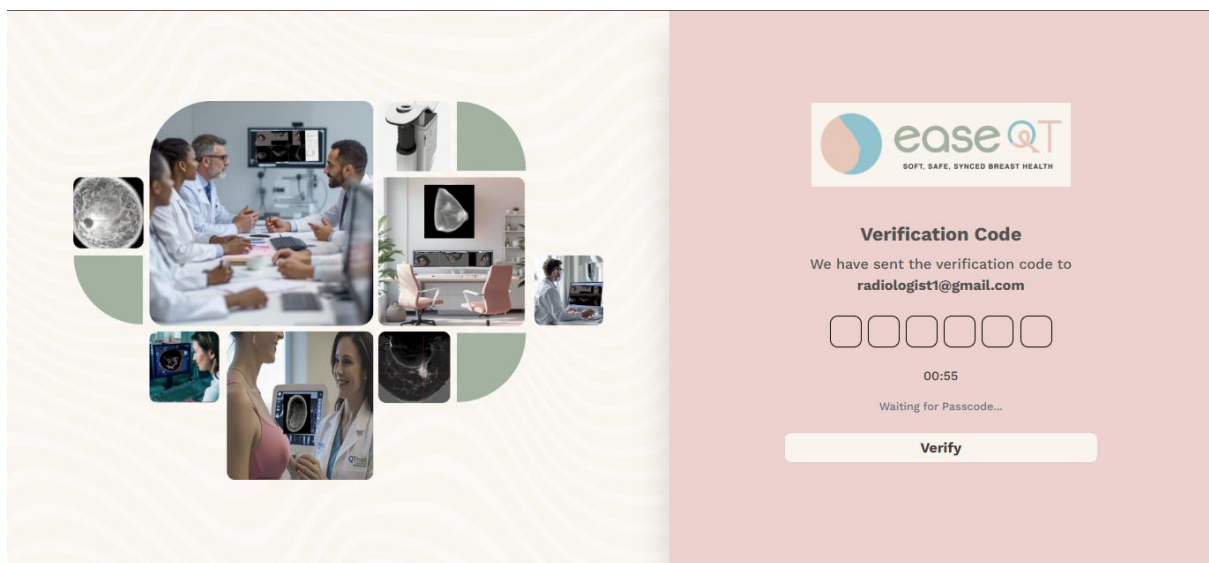 ease QT
SOFT, SAFE, SYNCED BREAST HEALTH
Verification Code
We have sent the verification code to
radiologist1@gmail.com
00:55
Waiting for Passcode...
Verify